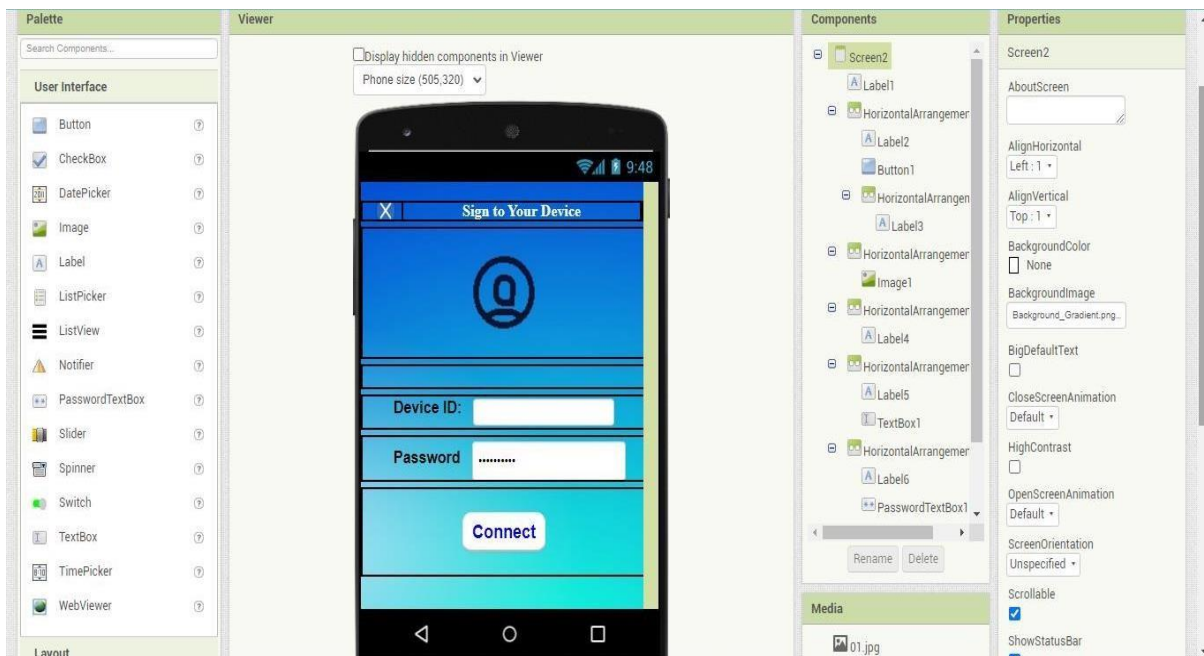 Palette
Search Components...
User Interface
Button
CheckBox
DatePicker
Image
Label
ListPicker
ListView
Notifier
PasswordTextBox
Slider
Spinner
Switch
TextBox
TimePicker
WebViewer
Layout
Viewer
Display hidden components in Viewer
Phone size (505,320)
9:48
X Sign to Your Device
Device ID:
Password ..........
Connect
Components
Screen2
Label1
HorizontalArrangemer
Label2
Button1
HorizontalArrangen
Label3
HorizontalArrangemer
Image1
HorizontalArrangemer
Label4
HorizontalArrangemer
Label5
TextBox1
HorizontalArrangemer
Label6
PasswordTextBox1
Rename Delete
Media
01.jpg
Properties
Screen2
AboutScreen
AlignHorizontal
Left : 1
AlignVertical
Top : 1
BackgroundColor
None
BackgroundImage
Background_Gradient.png...
BigDefaultText
CloseScreenAnimation
Default
HighContrast
OpenScreenAnimation
Default
ScreenOrientation
Unspecified
Scrollable
ShowStatusBar